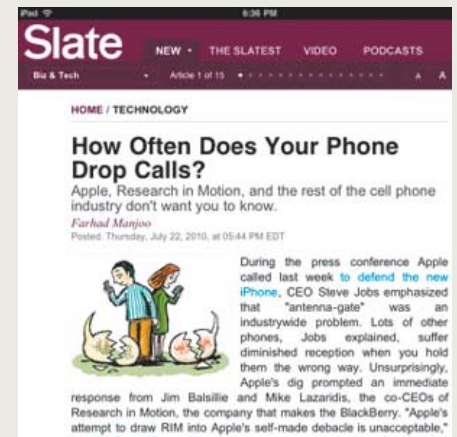 iPad 6:36 PM
Slate NEW THE SLATEST VIDEO PODCASTS
Biz & Tech Article 1 of 15 A A
HOME / TECHNOLOGY
How Often Does Your Phone
Drop Calls?
Apple, Research in Motion, and the rest of the cell phone
industry don't want you to know.
Farhad Manjoo
Posted: Thursday, July 22, 2010, at 05:44 PM EDT
During the press conference Apple
called last week to defend the new
iPhone, CEO Steve Jobs emphasized
that "antenna-gate" was an
industrywide problem. Lots of other
phones, Jobs explained, suffer
diminished reception when you hold
them the wrong way. Unsurprisingly,
Apple's dig prompted an immediate
response from Jim Balsillie and Mike Lazaridis, the co-CEOs of
Research in Motion, the company that makes the BlackBerry. "Apple's
attempt to draw RIM into Apple's self-made debacle is unacceptable,"